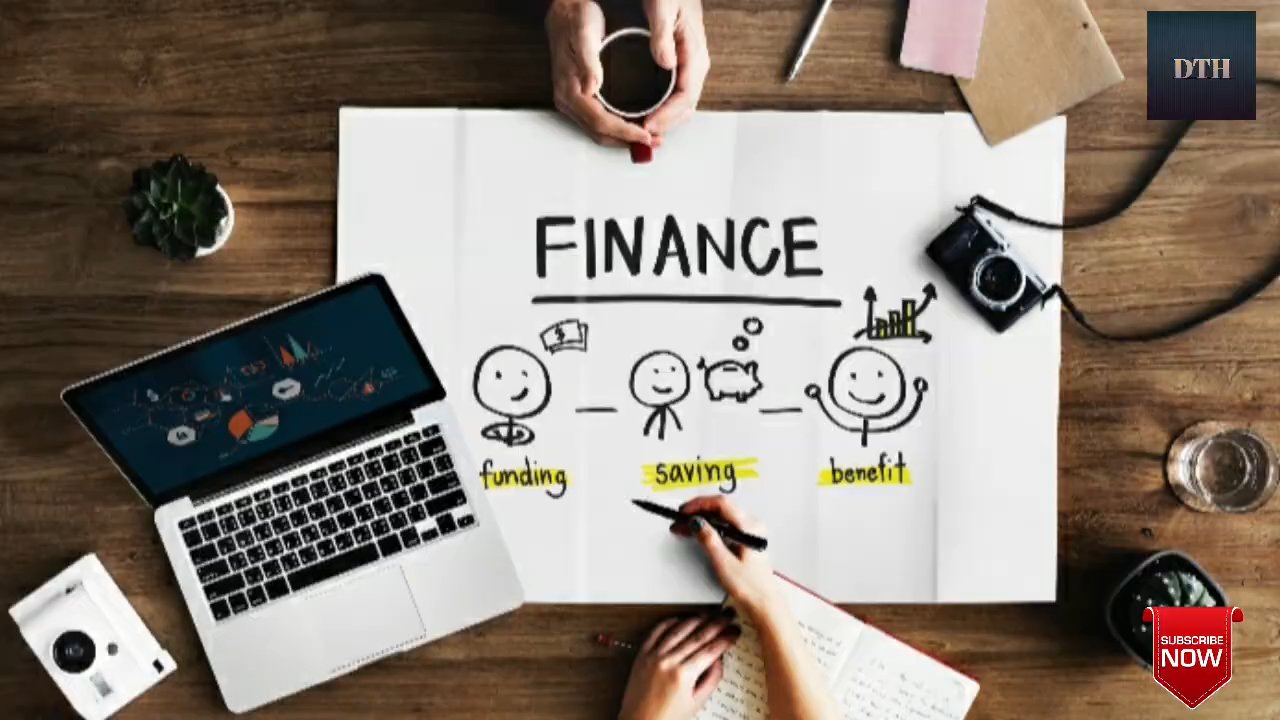 DTH
FINANCE
$
funding
saving
benefit
SUBSCRIBE
NOW